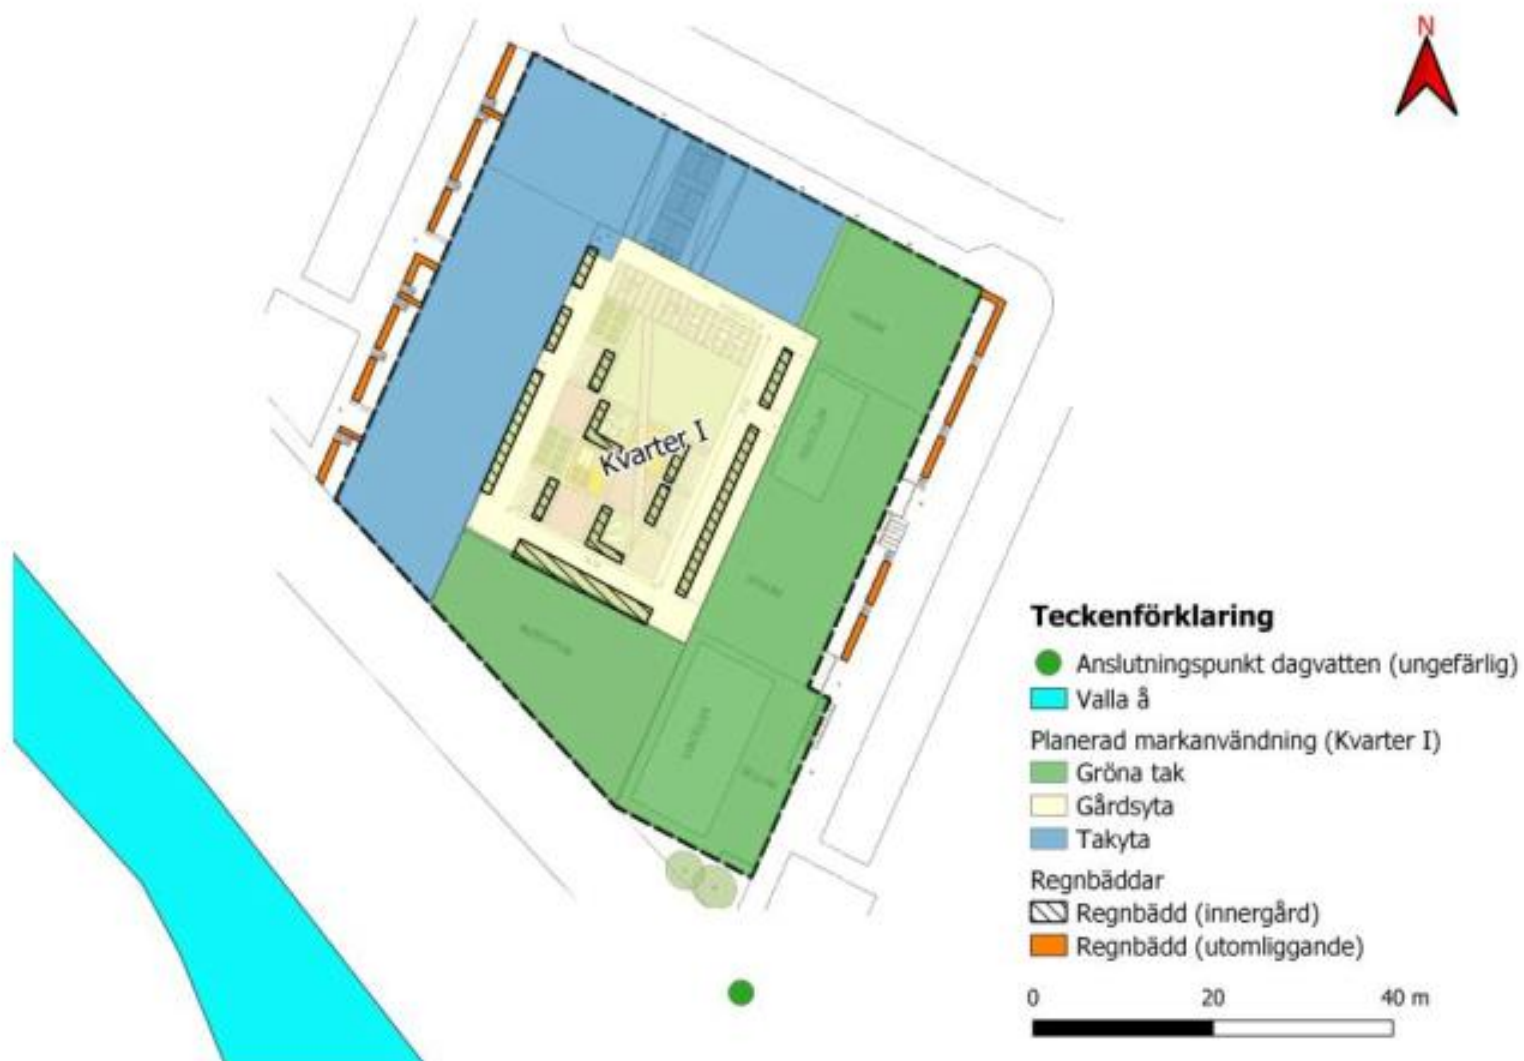 N
Kvarter I
Teckenförklaring
Anslutningspunkt dagvatten (ungefärlig)
Valla å
Planerad markanvändning (Kvarter I)
Gröna tak
Gårdsyta
Takyta
Regnbäddar
Regnbädd (innergård)
Regnbädd (utomliggande)
0 20 40 m